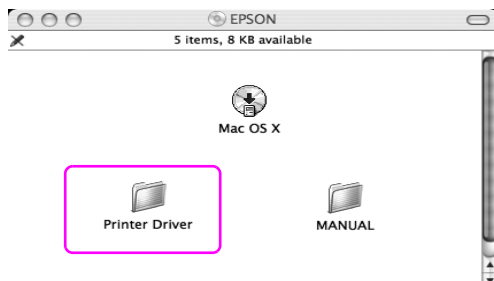 EPSON
5 items, 8 KB available
Mac OS X
Printer Driver
MANUAL